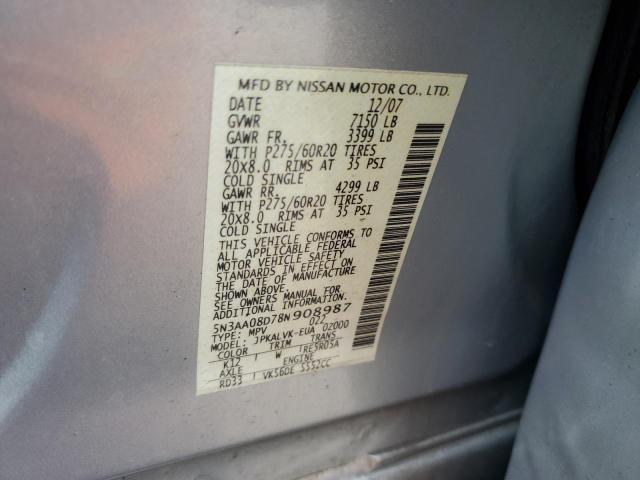 MFD BY NISSAN MOTOR CO., LTD.
DATE 12/07
GVWR 7150 LB
GAWR FR. 3399 LB
WITH P275/60R20 TIRES
20X8.0 RIMS AT 35 PSI
COLD SINGLE
GAWR RR. 4299 LB
WITH P275/60R20 TIRES
20X8.0 RIMS AT 35 PSI
COLD SINGLE
THIS VEHICLE CONFORMS TO
ALL APPLICABLE FEDERAL
MOTOR VEHICLE SAFETY
STANDARDS IN EFFECT ON
THE DATE OF MANUFACTURE
SHOWN ABOVE.
SEE OWNERS MANUAL FOR
ADDITIONAL INFORMATION.
5N3AA08D78N908987
TYPE: MPV 022
MODEL: JPKALVK-EUA 02000
COLOR TRIM TRANS
K12 W RE5R05A
AXLE ENGINE
RD33 VK56DE 5552CC